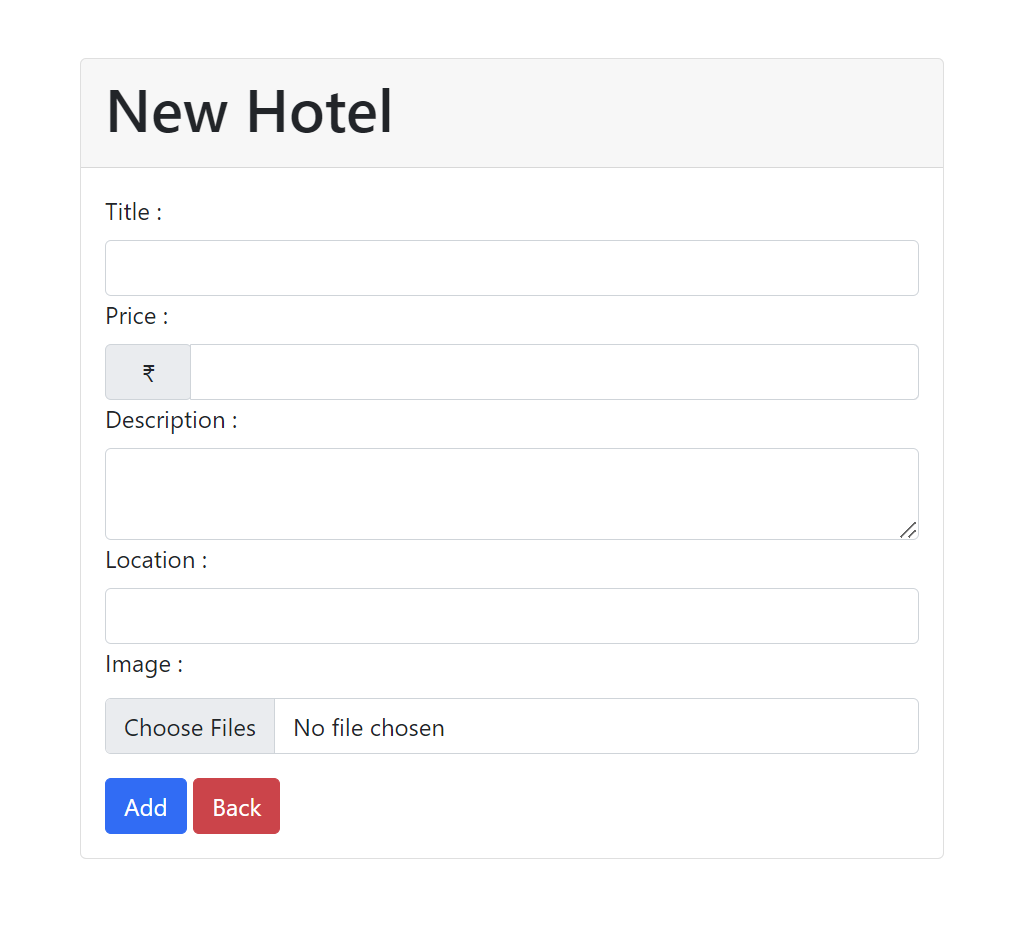 New Hotel
Title :
Price :
₹
Description :
Location :
Image :
Choose Files No file chosen
Add Back